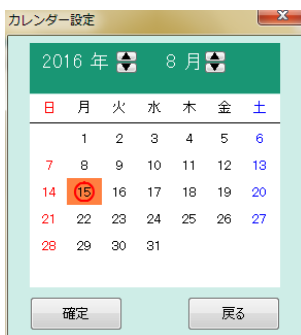 カレンダー設定
2016 年 8 月
日 月 火 水 木 金 土
1 2 3 4 5 6
7 8 9 10 11 12 13
14 15 16 17 18 19 20
21 22 23 24 25 26 27
28 29 30 31
確定 戻る